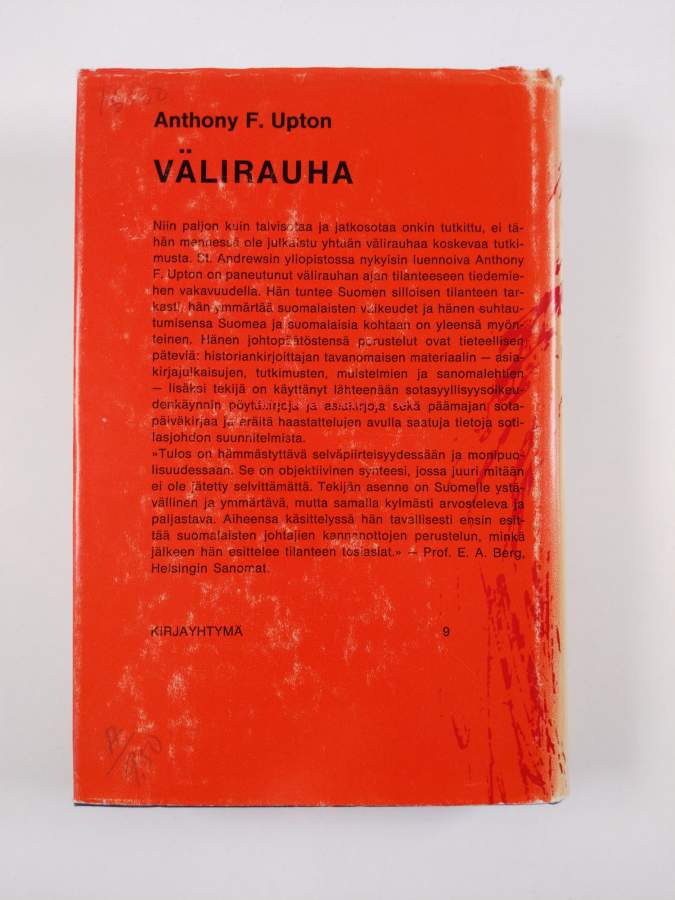 Anthony F. Upton
VÄLIRAUHA
Niin paljon kuin talvisotaa ja jatkosotaa onkin tutkittu, ei tä-
hän mennessä ole julkaistu yhtään välirauhaa koskevaa tutki-
musta. St. Andrewsin yliopistossa nykyisin luennoiva Anthony
F. Upton on paneutunut välirauhan ajan tilanteeseen tiedemie-
hen vakavuudella. Hän tuntee Suomen silloisen tilanteen tar-
kasti, hän ymmärtää suomalaisten vaikeudet ja hänen suhtau-
tumisensa Suomea ja suomalaisia kohtaan on yleensä myön-
teinen. Hänen johtopäätöstensä perustelut ovat tieteellisen
päteviä: historiankirjoittajan tavanomaisen materiaalin — asia-
kirjajulkaisujen, tutkimusten, muistelmien ja sanomalehtien
— lisäksi tekijä on käyttänyt lähteenään sotasyyllisyysoikeu-
denkäynnin pöytäkirjoja ja asiakirjoja sekä päämajan sota-
päiväkirjaa ja eräitä haastattelujen avulla saatuja tietoja soti-
lasjohdon suunnitelmista.
»Tulos on hämmästyttävä selväpiirteisyydessään ja monipuo-
lisuudessaan. Se on objektiivinen synteesi, jossa juuri mitään
ei ole jätetty selvittämättä. Tekijän asenne on Suomelle ystä-
vällinen ja ymmärtävä, mutta samalla kylmästi arvosteleva ja
paljastava. Aiheensa käsittelyssä hän tavallisesti ensin esit-
tää suomalaisten johtajien kannanottojen perustelun, minkä
jälkeen hän esittelee tilanteen tosiasiat.» — Prof. E. A. Berg,
Helsingin Sanomat.
KIRJAYHTYMÄ 9